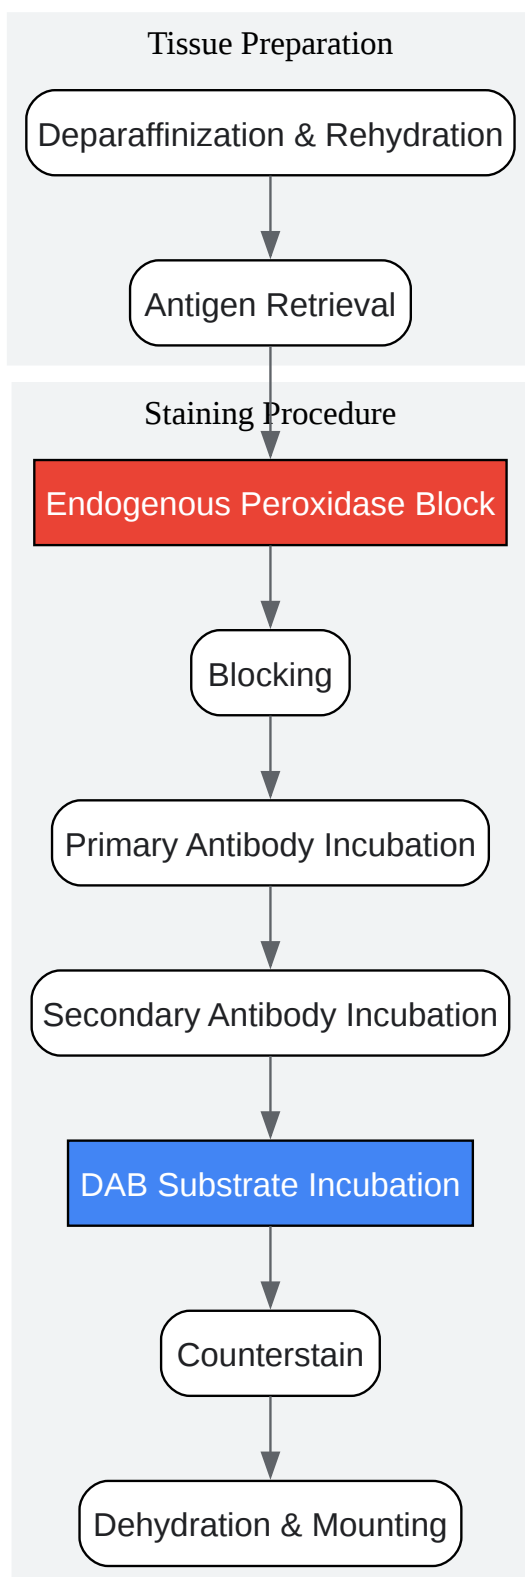 Tissue Preparation
Deparaffinization & Rehydration
Antigen Retrieval
Staining Procedure
Endogenous Peroxidase Block
Blocking
Primary Antibody Incubation
Secondary Antibody Incubation
DAB Substrate Incubation
Counterstain
Dehydration & Mounting